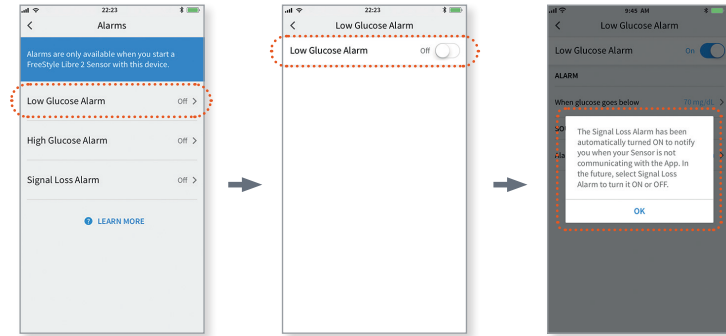 22:23
Alarms
Alarms are only available when you start a
FreeStyle Libre 2 Sensor with this device.
Low Glucose Alarm Off
High Glucose Alarm Off
Signal Loss Alarm Off
LEARN MORE
22:23
Low Glucose Alarm
Low Glucose Alarm Off
9:45 AM
Low Glucose Alarm
Low Glucose Alarm On
ALARM
When glucose goes below 70 mg/dL
The Signal Loss Alarm has been
automatically turned ON to notify
you when your Sensor is not
communicating with the App. In
the future, select Signal Loss
Alarm to turn it ON or OFF.
OK